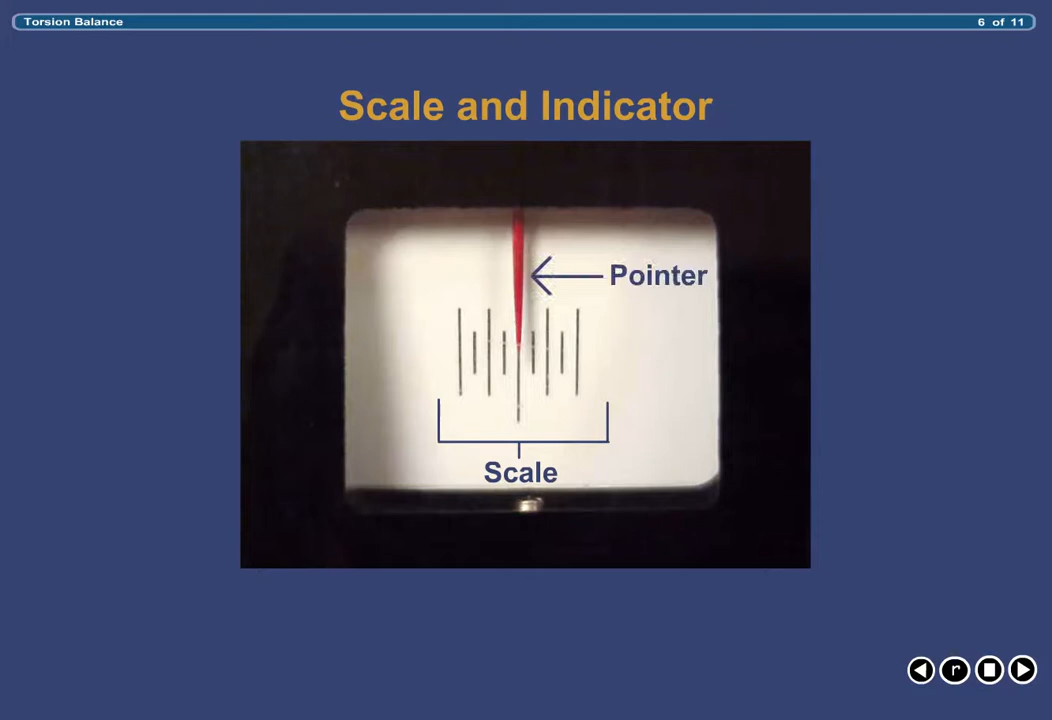 Torsion Balance
6 of 11
Scale and Indicator
Pointer
Scale
r